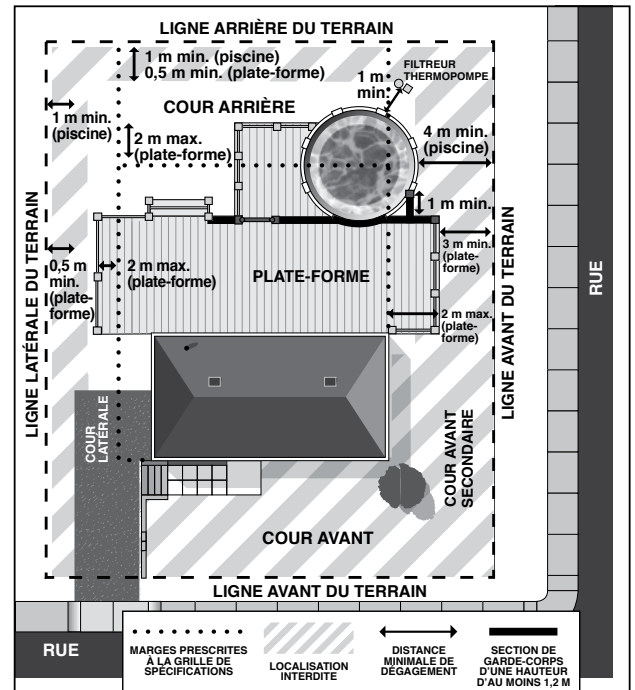 LIGNE ARRIÈRE DU TERRAIN
1 m min. (piscine)
0,5 m min. (plate-forme)
FILTREUR
THERMOPOMPE
1 m
min.
COUR ARRIÈRE
1 m min.
(piscine)
2 m max.
(plate-forme)
4 m min.
(piscine)
1 m min.
LIGNE LATÉRALE DU TERRAIN
0,5 m
min.
(plate-
forme)
2 m max.
(plate-forme)
PLATE-FORME
3 m min.
(plate-
forme)
2 m max.
(plate-
forme)
LIGNE AVANT DU TERRAIN
RUE
COUR
LATÉRALE
COUR AVANT
SECONDAIRE
COUR AVANT
LIGNE AVANT DU TERRAIN
RUE
MARGES PRESCRITES
À LA GRILLE DE
SPÉCIFICATIONS
LOCALISATION
INTERDITE
DISTANCE
MINIMALE DE
DÉGAGEMENT
SECTION DE
GARDE-CORPS
D'UNE HAUTEUR
D'AU MOINS 1,2 M